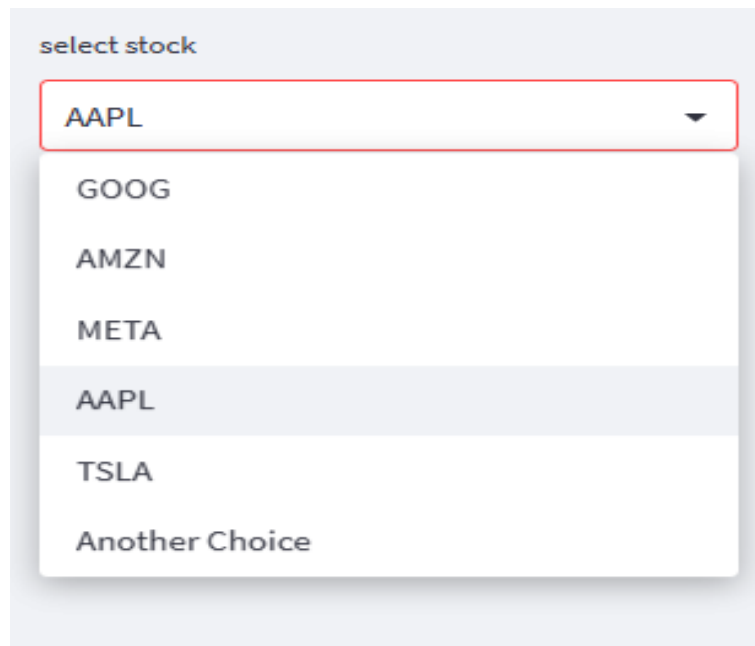 select stock
AAPL
GOOG
AMZN
META
AAPL
TSLA
Another Choice